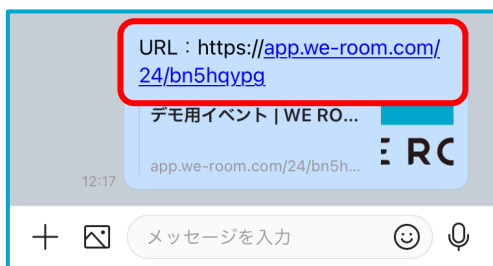 URL：https://app.we-room.com/
24/bn5hqypg
デモ用イベント | WE RO...
E RO
app.we-room.com/24/bn5h...
12:17
メッセージを入力